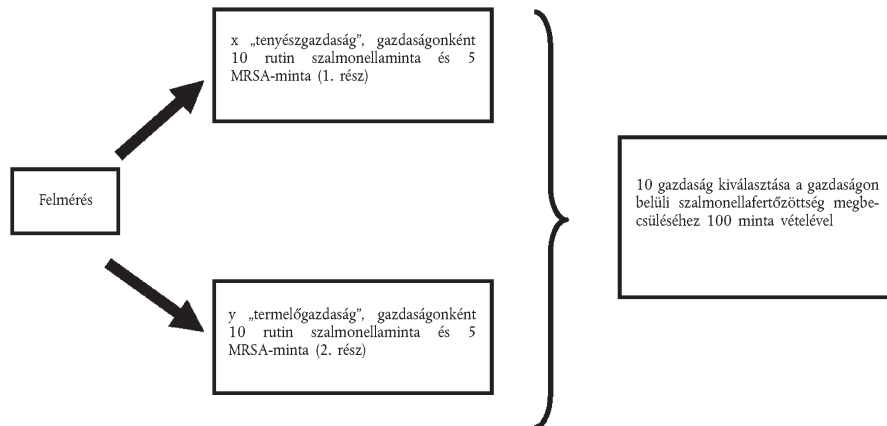 x „tenyészgazdaság”, gazdaságonként
10 rutin szalmonellaminta és 5
MRSA-minta (1. rész)
Felmérés
10 gazdaság kiválasztása a gazdaságon
belüli szalmonellafertőzöttség megbe-
csüléséhez 100 minta vételével
y „termelőgazdaság”, gazdaságonként
10 rutin szalmonellaminta és 5
MRSA-minta (2. rész)